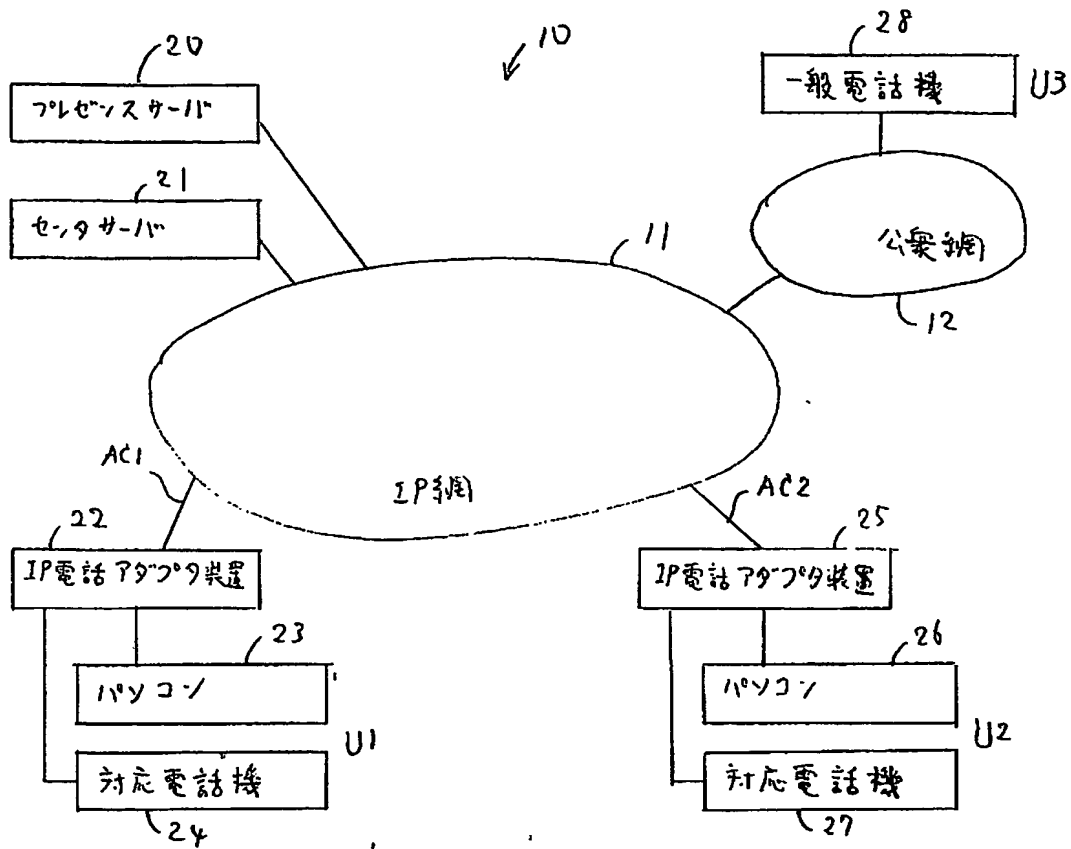 10
20
プレゼンスサーバ
21
センタサーバ
28
一般電話機
U3
公衆網
12
11
IP網
AC1
AC2
22
IP電話アダプタ装置
23
パソコン
U1
対応電話機
24
25
IP電話アダプタ装置
26
パソコン
U2
対応電話機
27